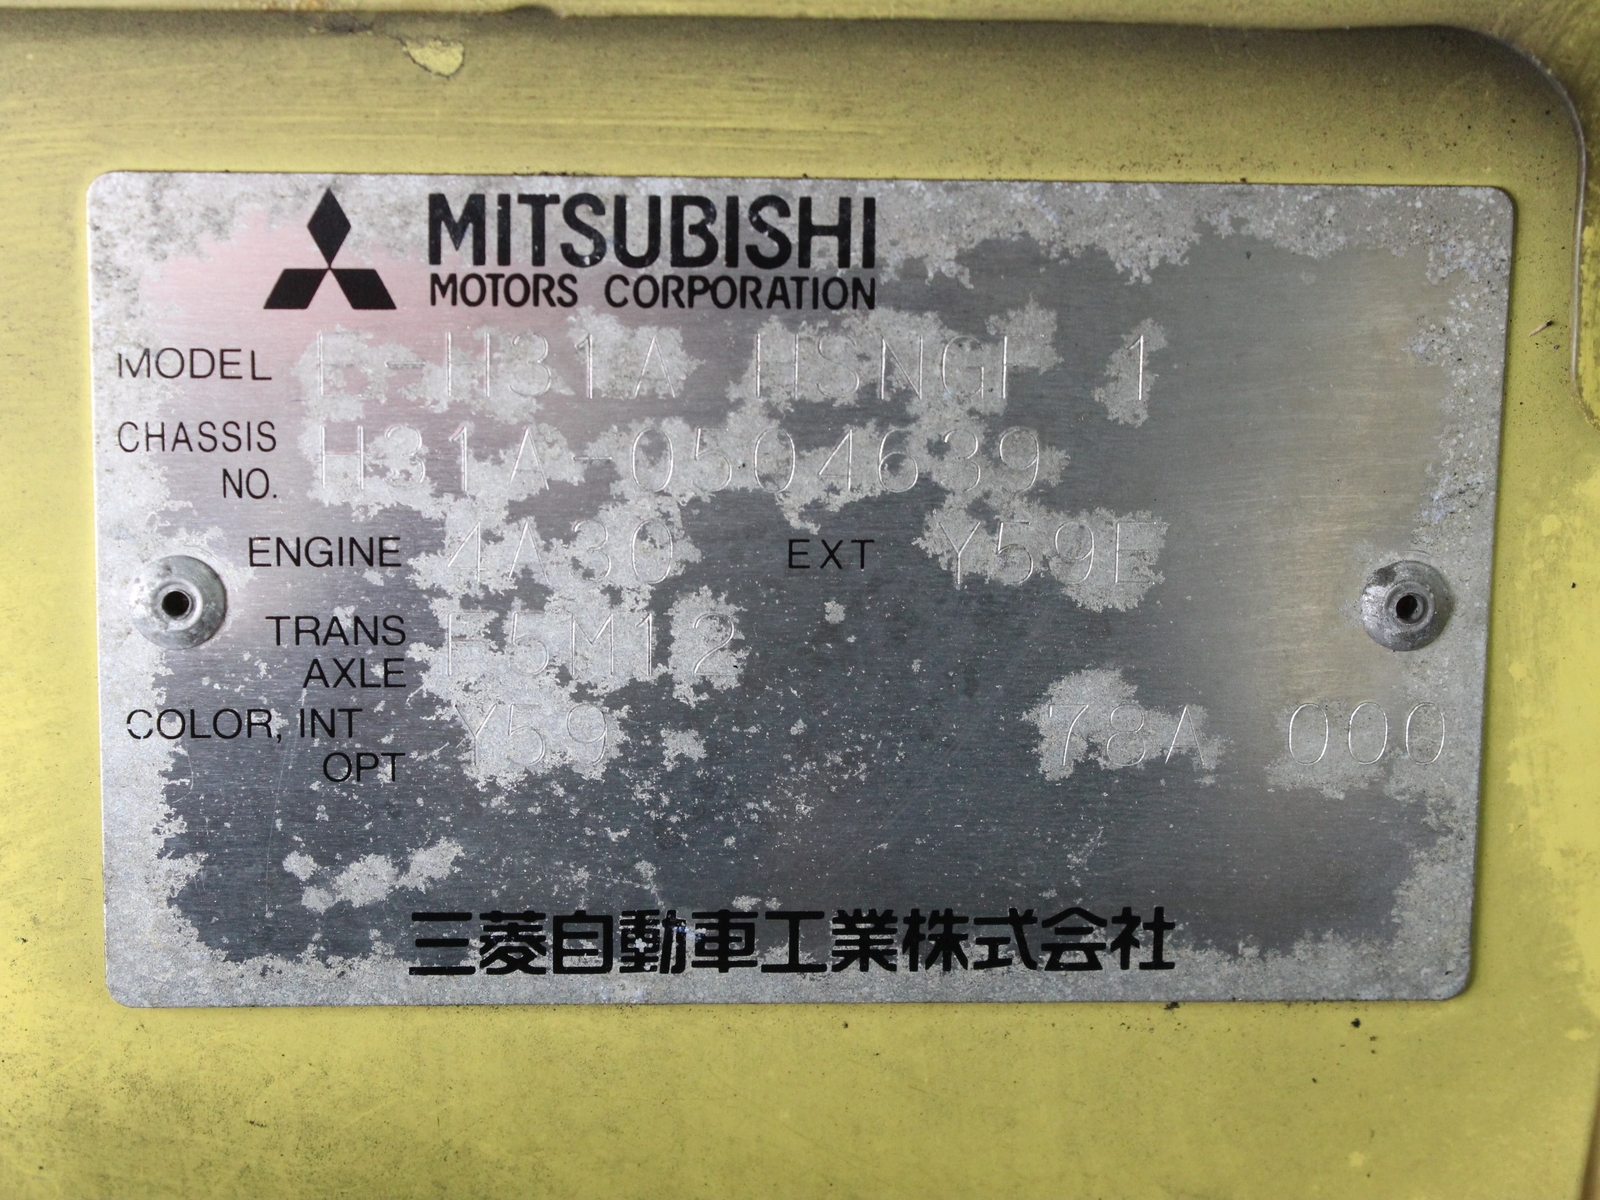 MITSUBISHI
MOTORS CORPORATION
MODEL E-H31A HSNGF 1
CHASSIS NO. H31A-0504639
ENGINE 4A30 EXT Y59E
TRANS AXLE F5M12
COLOR, INT OPT Y59 78A 000
三菱自動車工業株式会社